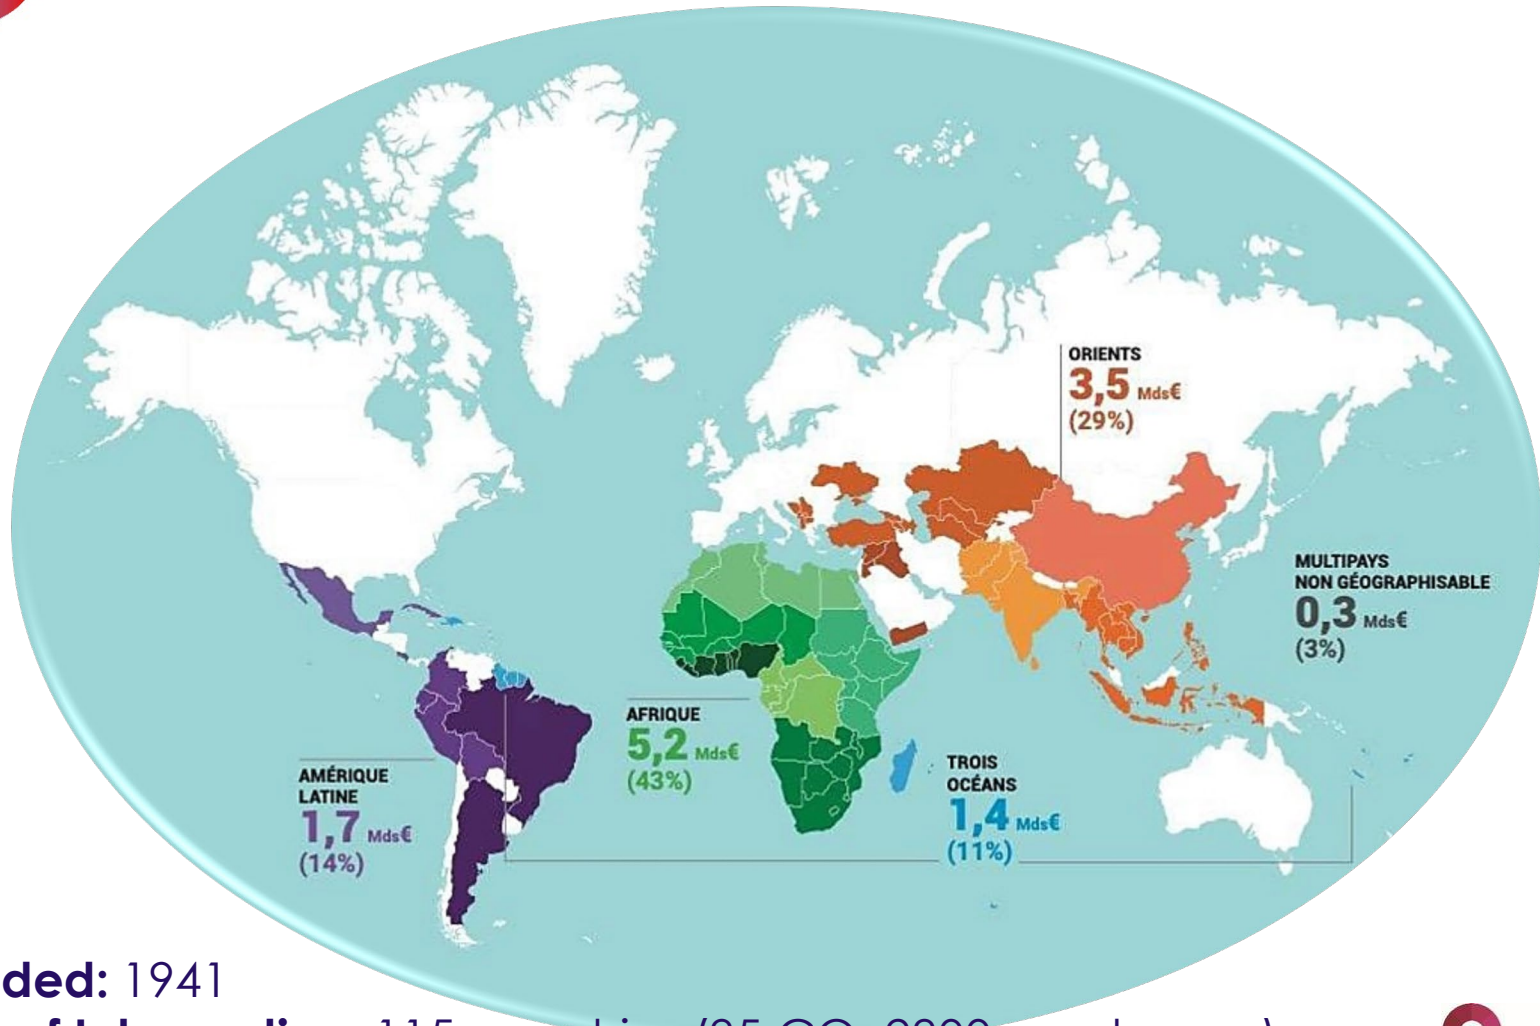 ORIENTS
3,5 Mds€
(29%)
MULTIPAYS
NON GÉOGRAPHISABLE
0,3 Mds€
(3%)
AFRIQUE
5,2 Mds€
(43%)
TROIS
OCÉANS
1,4 Mds€
(11%)
AMÉRIQUE
LATINE
1,7 Mds€
(14%)
ded: 1941